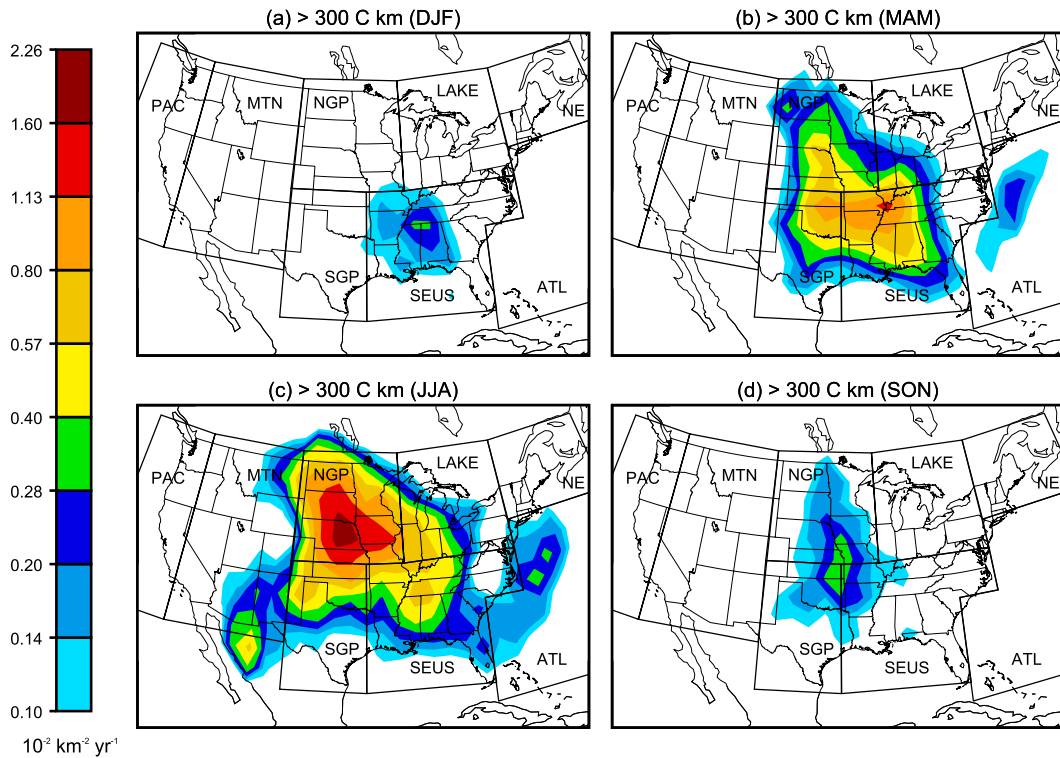 (a) > 300 C km (DJF)
(b) > 300 C km (MAM)
2.26
1.60
1.13
0.80
0.57
0.40
0.28
0.20
0.14
0.10
10⁻² km⁻² yr⁻¹
PAC
MTN
NGP
LAKE
NE
SGP
SEUS
ATL
PAC
MTN
NGP
LAKE
NE
SGP
SEUS
ATL
(c) > 300 C km (JJA)
(d) > 300 C km (SON)
PAC
MTN
NGP
LAKE
NE
SGP
SEUS
ATL
PAC
MTN
NGP
LAKE
NE
SGP
SEUS
ATL